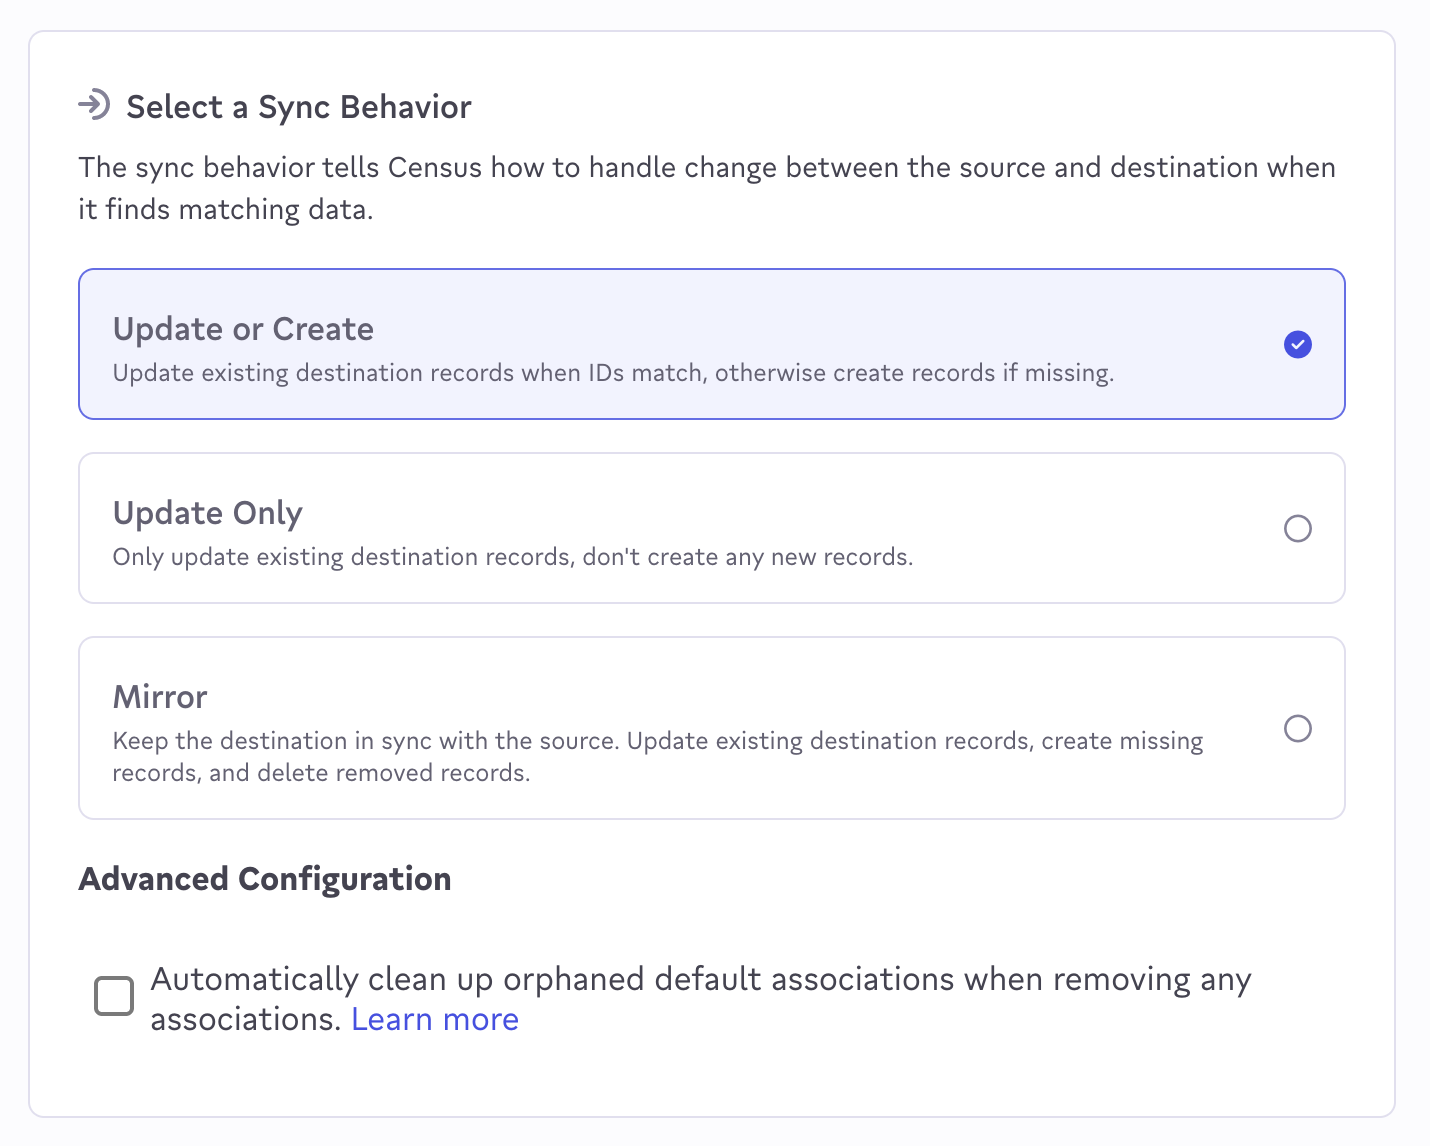 Select a Sync Behavior
The sync behavior tells Census how to handle change between the source and destination when
it finds matching data.
Update or Create
Update existing destination records when IDs match, otherwise create records if missing.
Update Only
Only update existing destination records, don't create any new records.
Mirror
Keep the destination in sync with the source. Update existing destination records, create missing
records, and delete removed records.
Advanced Configuration
Automatically clean up orphaned default associations when removing any
associations. Learn more